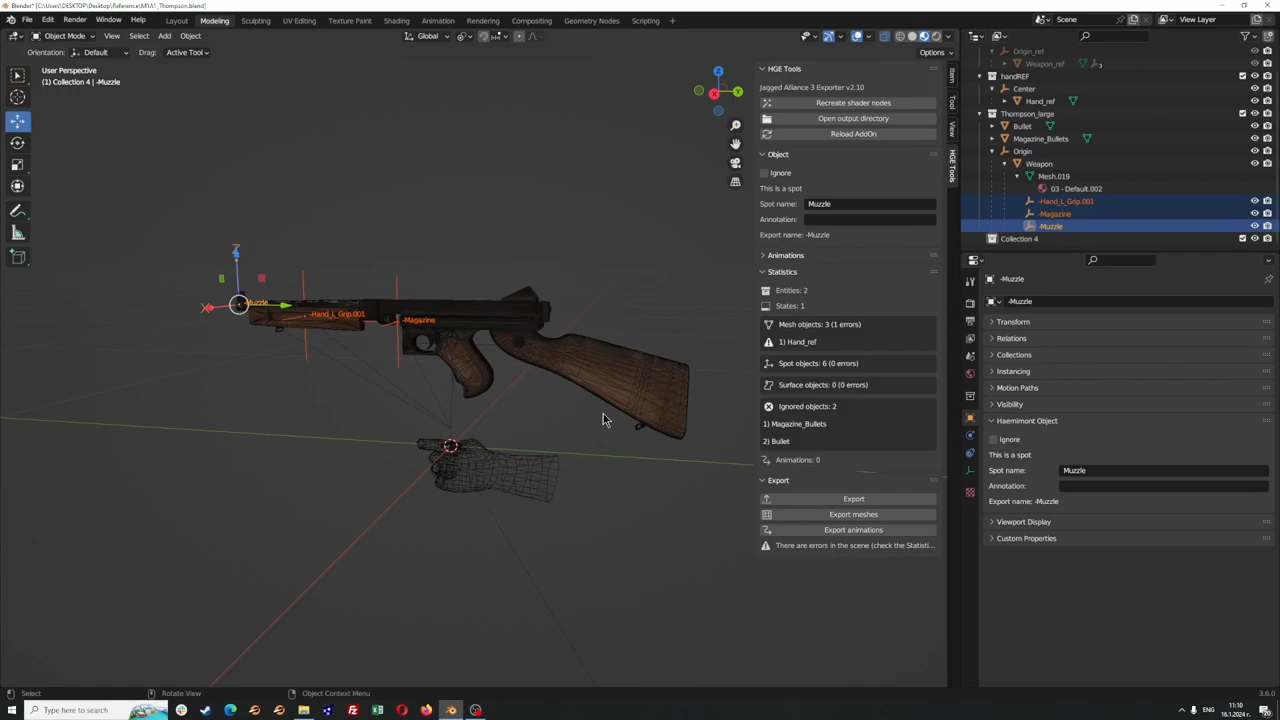 Blender* [C:\Users\DESKTOP\Desktop\Reference\M1A1_Thompson.blend]
File Edit Render Window Help
Layout Modeling Sculpting UV Editing Texture Paint Shading Animation Rendering Compositing Geometry Nodes Scripting +
Scene
View Layer
Object Mode View Select Add Object
Global
Orientation: Default Drag: Active Tool
Options
User Perspective
(1) Collection 4 | -Muzzle
Z
Y
X
Z
X
-Muzzle
-Hand_L_Grip.001
-Magazine
Item
Tool
View
HGE Tools
HGE Tools
Jagged Alliance 3 Exporter v2.10
Recreate shader nodes
Open output directory
Reload AddOn
Object
Ignore
This is a spot
Spot name: Muzzle
Annotation:
Export name: -Muzzle
Animations
Statistics
Entities: 2
States: 1
Mesh objects: 3 (1 errors)
1) Hand_ref
Spot objects: 6 (0 errors)
Surface objects: 0 (0 errors)
Ignored objects: 2
1) Magazine_Bullets
2) Bullet
Animations: 0
Export
Export
Export meshes
Export animations
There are errors in the scene (check the Statisti...
Origin_ref
Weapon_ref 3
handREF
Center
Hand_ref
Thompson_large
Bullet
Magazine_Bullets
Origin
Weapon
Mesh.019
03 - Default.002
-Hand_L_Grip.001
-Magazine
-Muzzle
Collection 4
-Muzzle
-Muzzle
Transform
Relations
Collections
Instancing
Motion Paths
Visibility
Haemimont Object
Ignore
This is a spot
Spot name: Muzzle
Annotation:
Export name: -Muzzle
Viewport Display
Custom Properties
Select Rotate View Object Context Menu
3.6.0
Type here to search
ENG
11:10
16.1.2024 г.